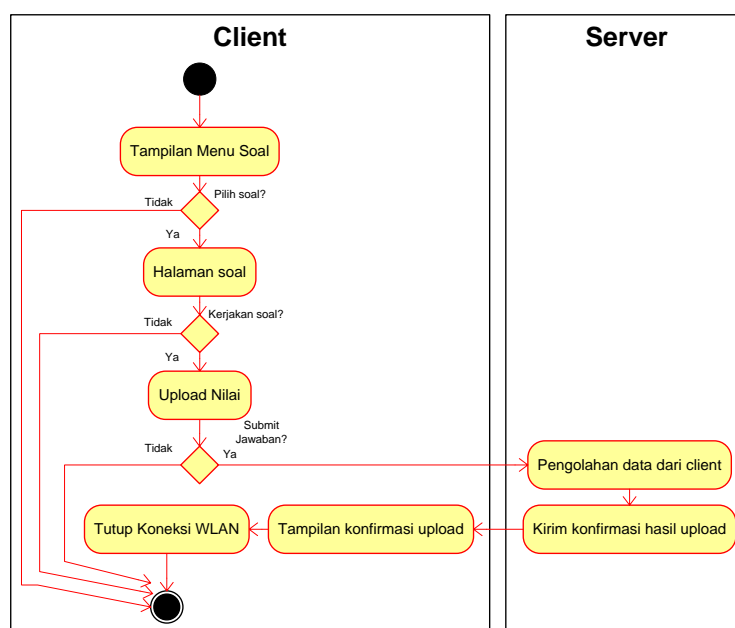 Client
Server
Tampilan Menu Soal
Pilih soal?
Tidak
Ya
Halaman soal
Kerjakan soal?
Tidak
Ya
Upload Nilai
Submit
Jawaban?
Tidak
Ya
Pengolahan data dari client
Tutup Koneksi WLAN
Tampilan konfirmasi upload
Kirim konfirmasi hasil upload